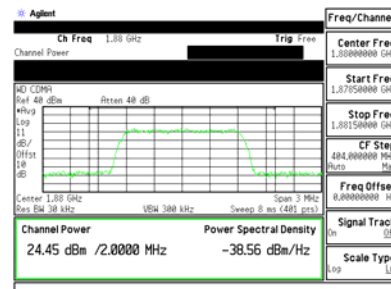 Agilent
Freq/Channel
Ch Freq 1.88 GHz Trig Free
Channel Power
Center Freq
1.88000000 GHz
Start Freq
1.87850000 GHz
Stop Freq
1.88150000 GHz
CF Step
404.000000 MHz
Auto Ma
Freq Offset
0.00000000 H
Signal Track
On O
Scale Type
Log L
WD CDMA
Ref 40 dBm Atten 40 dB
#Avg
Log
11
dB/
Offst
10
dB
Center 1.88 GHz Span 3 MHz
Res BW 30 kHz VBW 300 kHz Sweep 8 ms (401 pts)
Channel Power Power Spectral Density
24.45 dBm /2.0000 MHz -38.56 dBm/Hz